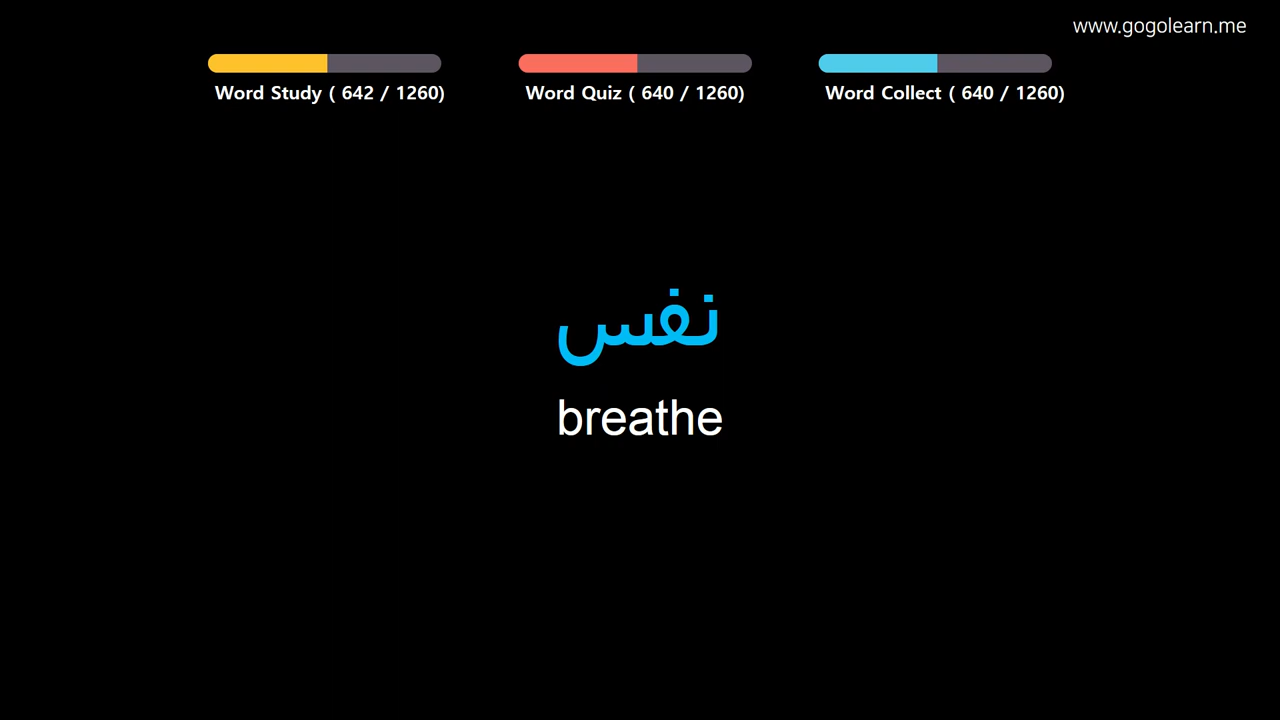 www.gogolearn.me
Word Study ( 642 / 1260)
Word Quiz ( 640 / 1260)
Word Collect ( 640 / 1260)
نفس
breathe